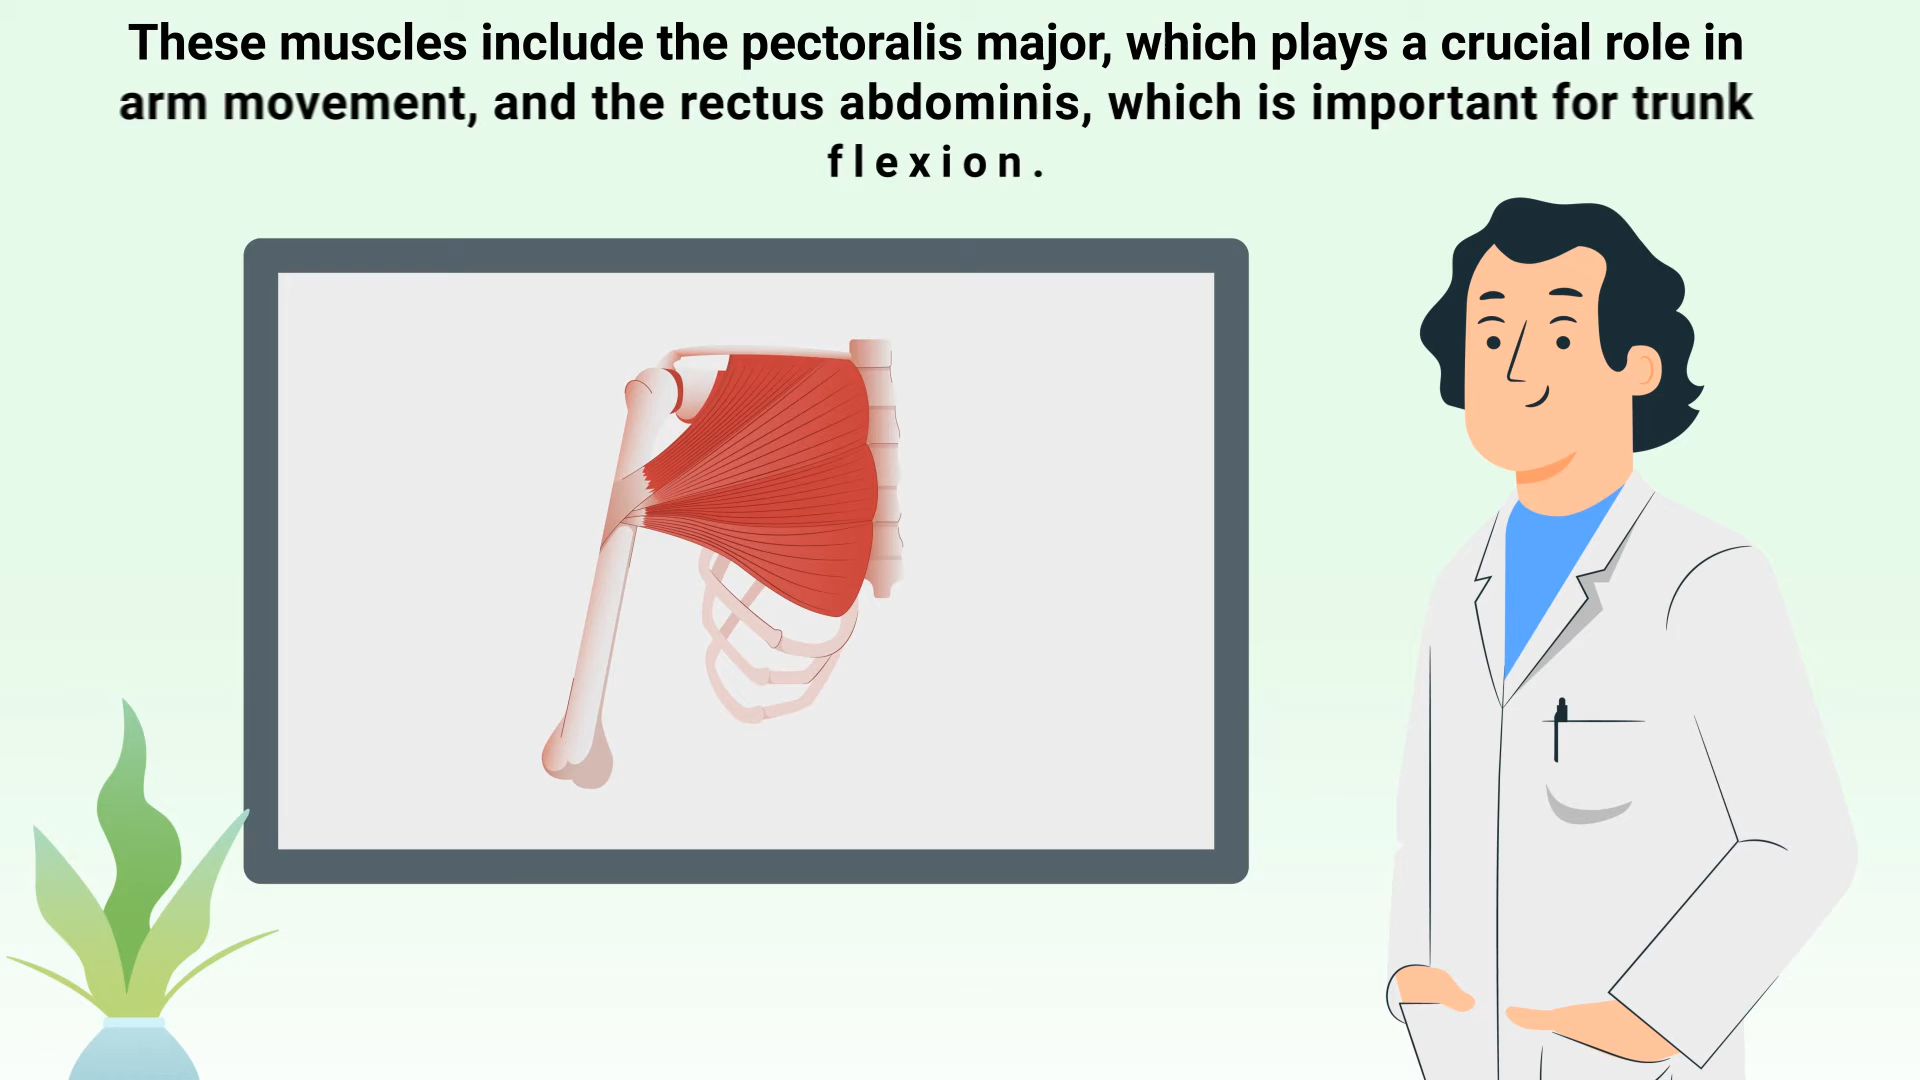 These muscles include the pectoralis major, which plays a crucial role in
arm movement, and the rectus abdominis, which is important for trunk
flexion.